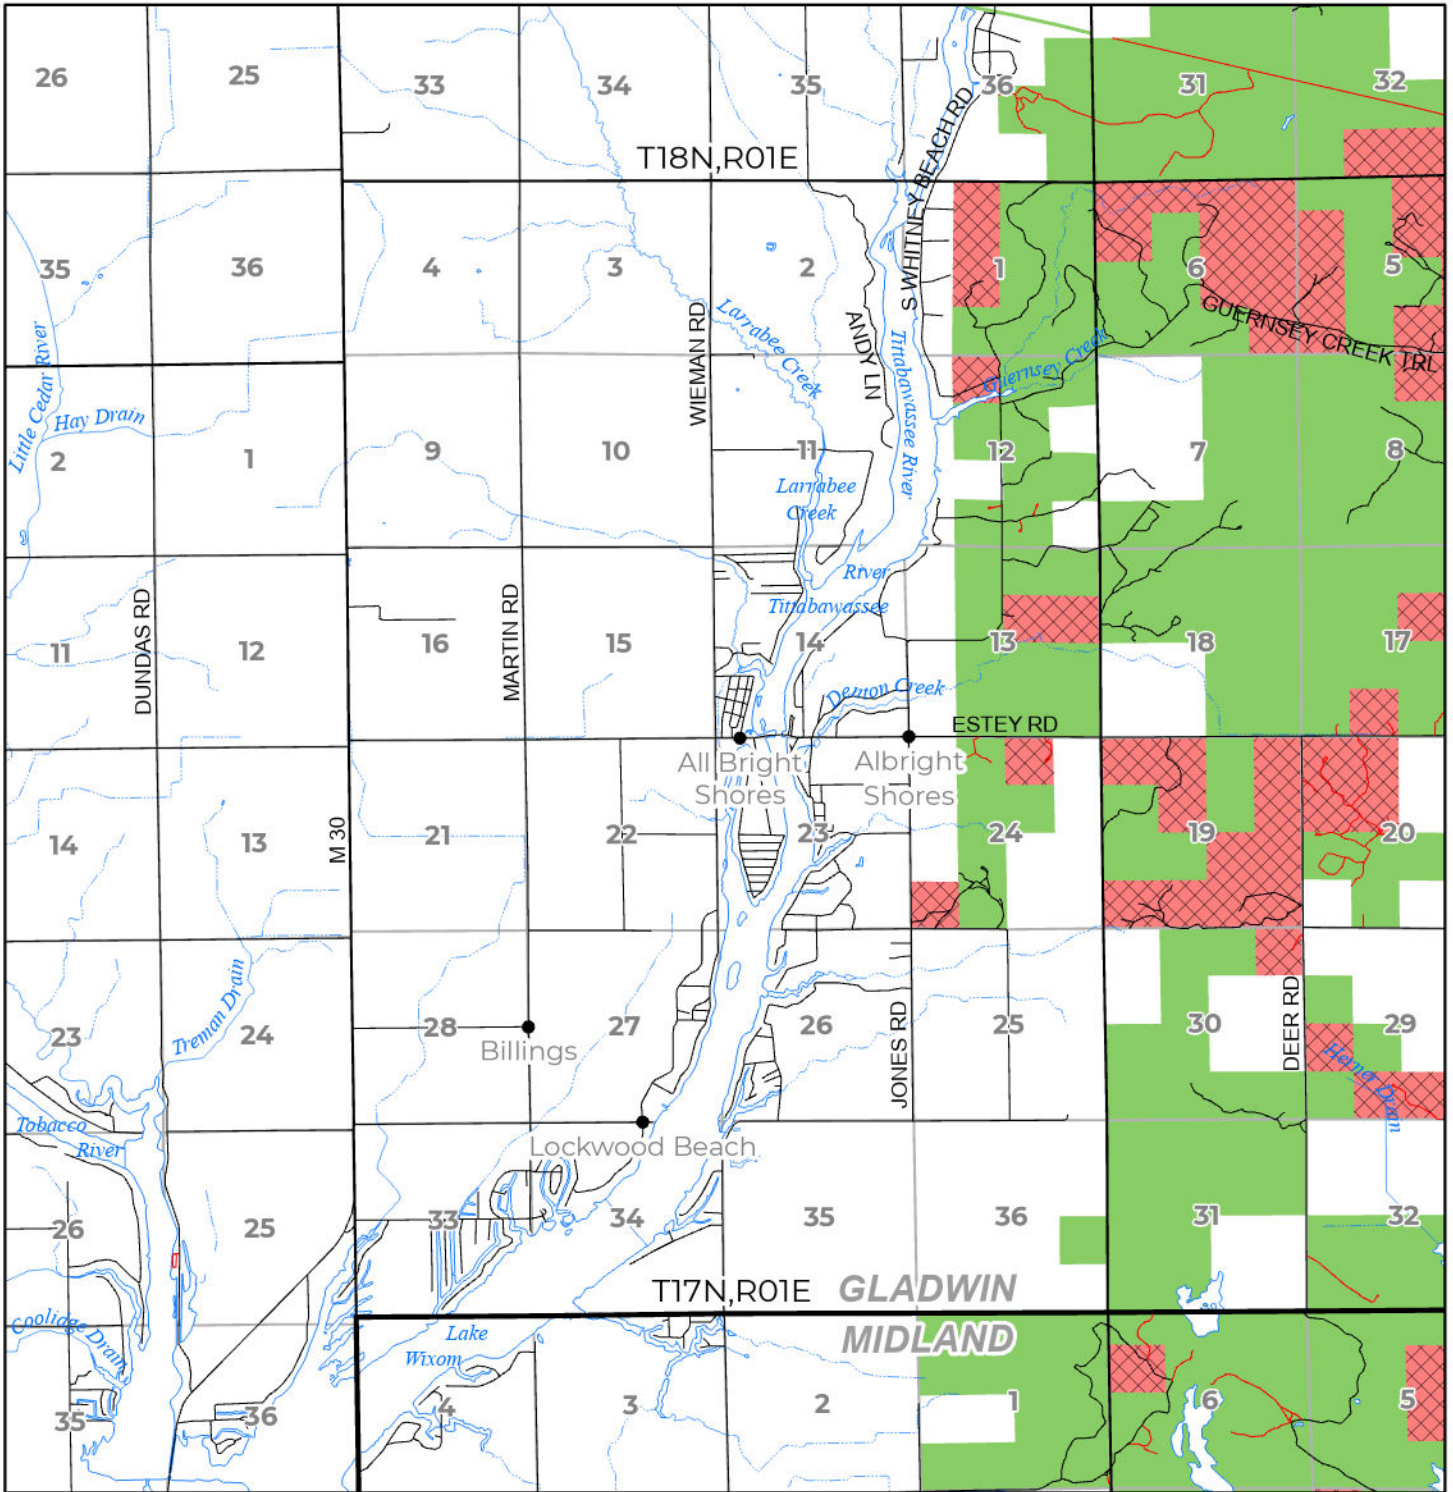 26
25
33
34
35
36
31
32
T18N,R01E
S WHITNEY BEACH RD
35
36
4
3
2
1
6
5
Little Cedar River
Hay Drain
WIEMAN RD
Larrabee Creek
ANDY LN
Tittabawassee River
Guernsey Creek
GUERNSEY CREEK TRL
2
1
9
10
11
12
7
8
Larrabee
Creek
River
Tittabawassee
DUNDAS RD
MARTIN RD
11
12
16
15
14
13
18
17
Denton Creek
ESTEY RD
All Bright
Shores
Albright
Shores
M 30
14
13
21
22
23
24
19
20
Treman Drain
23
24
28
27
26
25
30
29
Billings
JONES RD
DEER RD
Herner Drain
Tobacco
River
Lockwood Beach
26
25
33
34
35
36
31
32
T17N,R01E
GLADWIN
MIDLAND
Coolidge Drain
Lake
Wixom
35
36
4
3
2
1
6
5